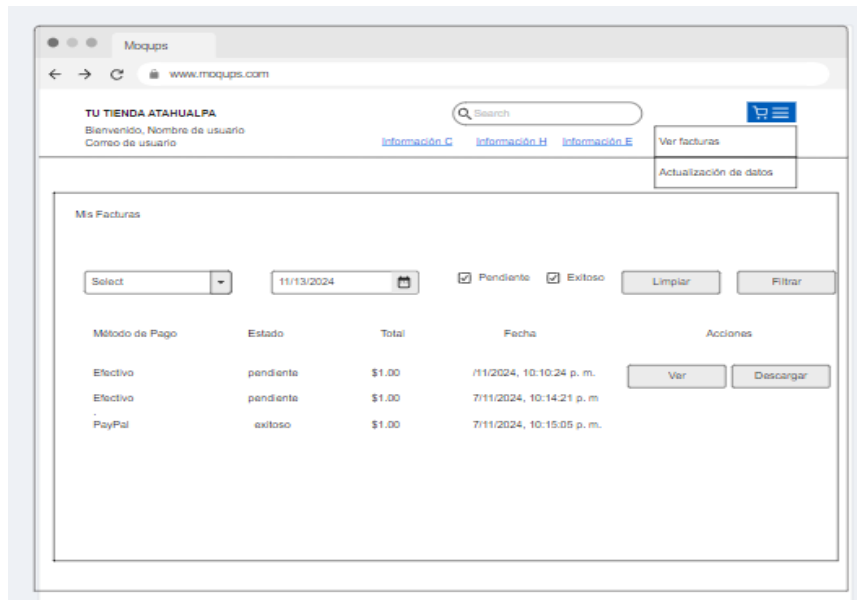 Moqups
www.moqups.com
TU TIENDA ATAHUALPA
Bienvenido, Nombre de usuario
Correo de usuario
Search
Información C Información H Información E
Ver facturas
Actualización de datos
Mis Facturas
Select 11/13/2024 Pendiente Exitoso Limpiar Filtrar
Método de Pago Estado Total Fecha Acciones
Efectivo pendiente $1.00 /11/2024, 10:10:24 p. m. Ver Descargar
Efectivo pendiente $1.00 7/11/2024, 10:14:21 p. m
.
PayPal exitoso $1.00 7/11/2024, 10:15:05 p. m.